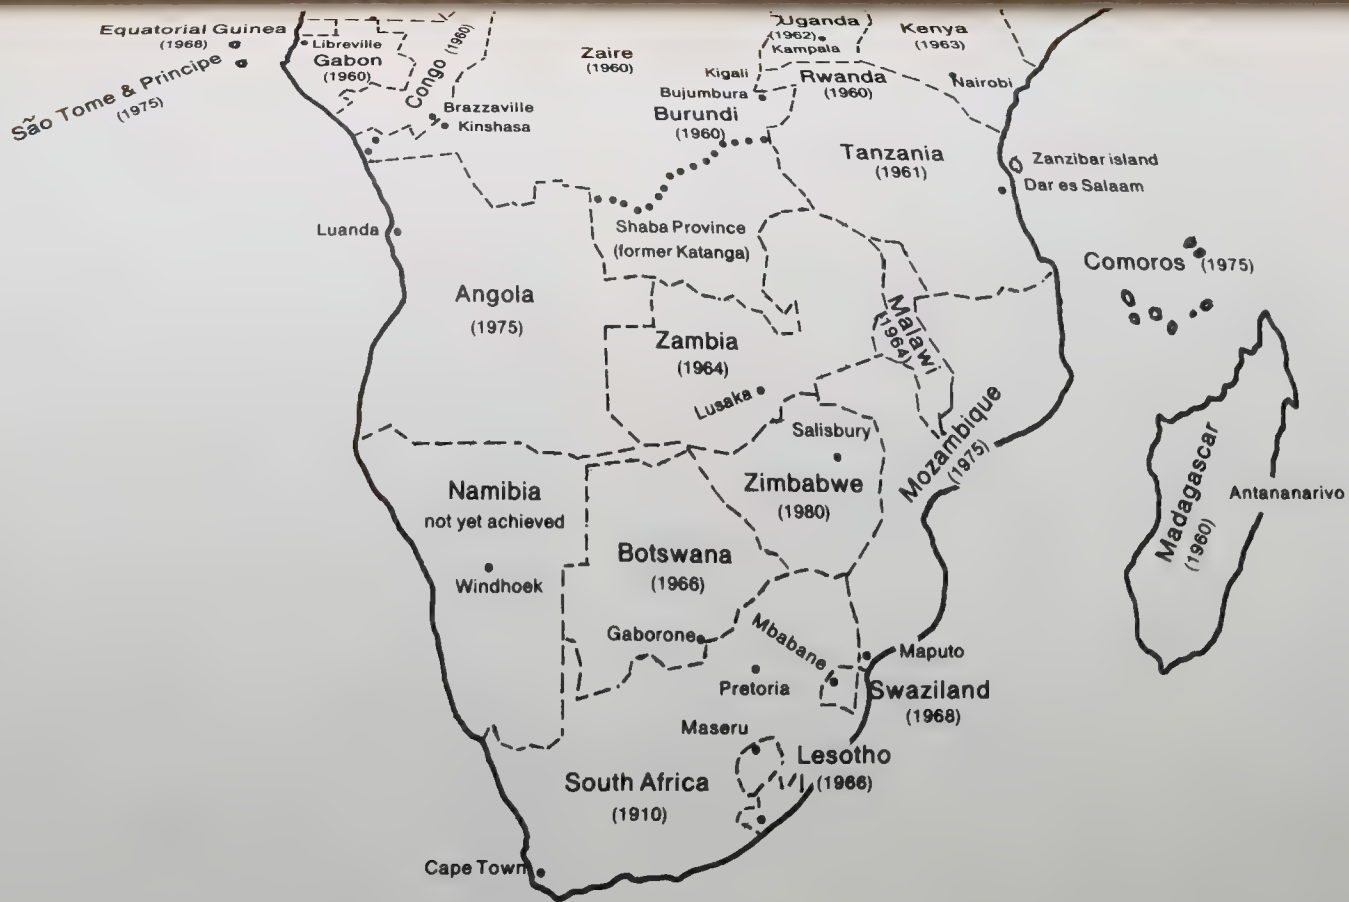 Equatorial Guinea
(1968)
São Tome & Principe
(1975)
Libreville
Gabon
(1960)
Congo (1960)
Brazzaville
Kinshasa
Zaire
(1960)
Uganda
(1962)
Kampala
Kenya
(1963)
Nairobi
Kigali
Rwanda
(1960)
Bujumbura
Burundi
(1960)
Tanzania
(1961)
Zanzibar island
Dar es Salaam
Luanda
Shaba Province
(former Katanga)
Comoros (1975)
Angola
(1975)
Zambia
(1964)
Lusaka
Malawi
(1964)
Mozambique
(1975)
Salisbury
Zimbabwe
(1980)
Madagascar
(1960)
Antananarivo
Namibia
not yet achieved
Windhoek
Botswana
(1966)
Gaborone
Mbabane
Maputo
Pretoria
Swaziland
(1968)
Maseru
Lesotho
(1966)
South Africa
(1910)
Cape Town